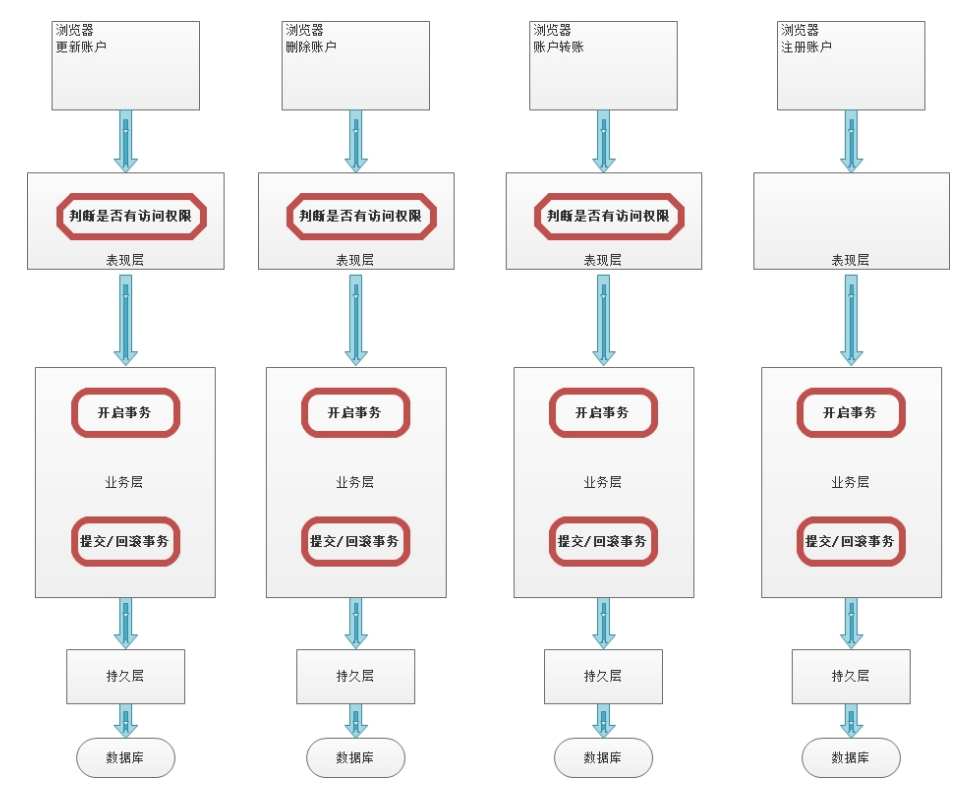 浏览器
更新账户
浏览器
删除账户
浏览器
账户转账
浏览器
注册账户
判断是否有访问权限
判断是否有访问权限
判断是否有访问权限
表现层
表现层
表现层
表现层
开启事务
开启事务
开启事务
开启事务
业务层
业务层
业务层
业务层
提交/回滚事务
提交/回滚事务
提交/回滚事务
提交/回滚事务
持久层
持久层
持久层
持久层
数据库
数据库
数据库
数据库